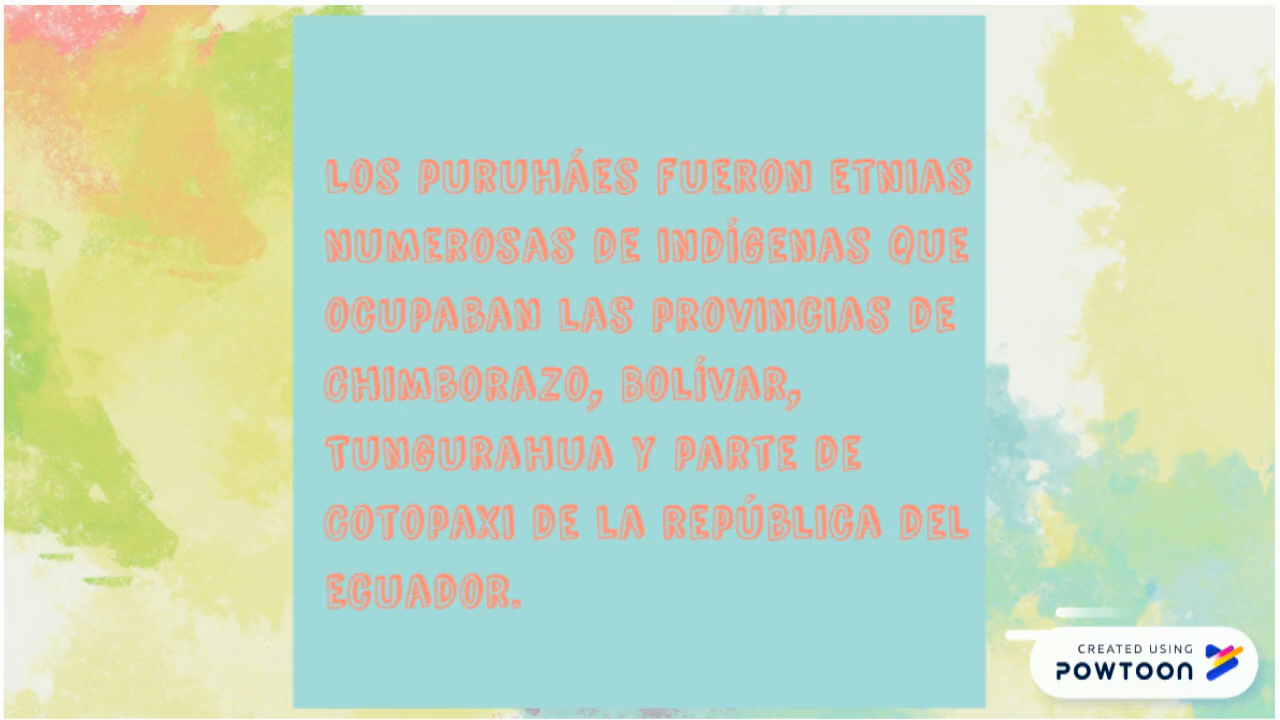 LOS PURUHÁES FUERON ETNIAS
NUMEROSAS DE INDÍGENAS QUE
OCUPABAN LAS PROVINCIAS DE
CHIMBORAZO, BOLÍVAR,
TUNGURAHUA Y PARTE DE
COTOPAXI DE LA REPÚBLICA DEL
ECUADOR.
CREATED USING
POWTOON